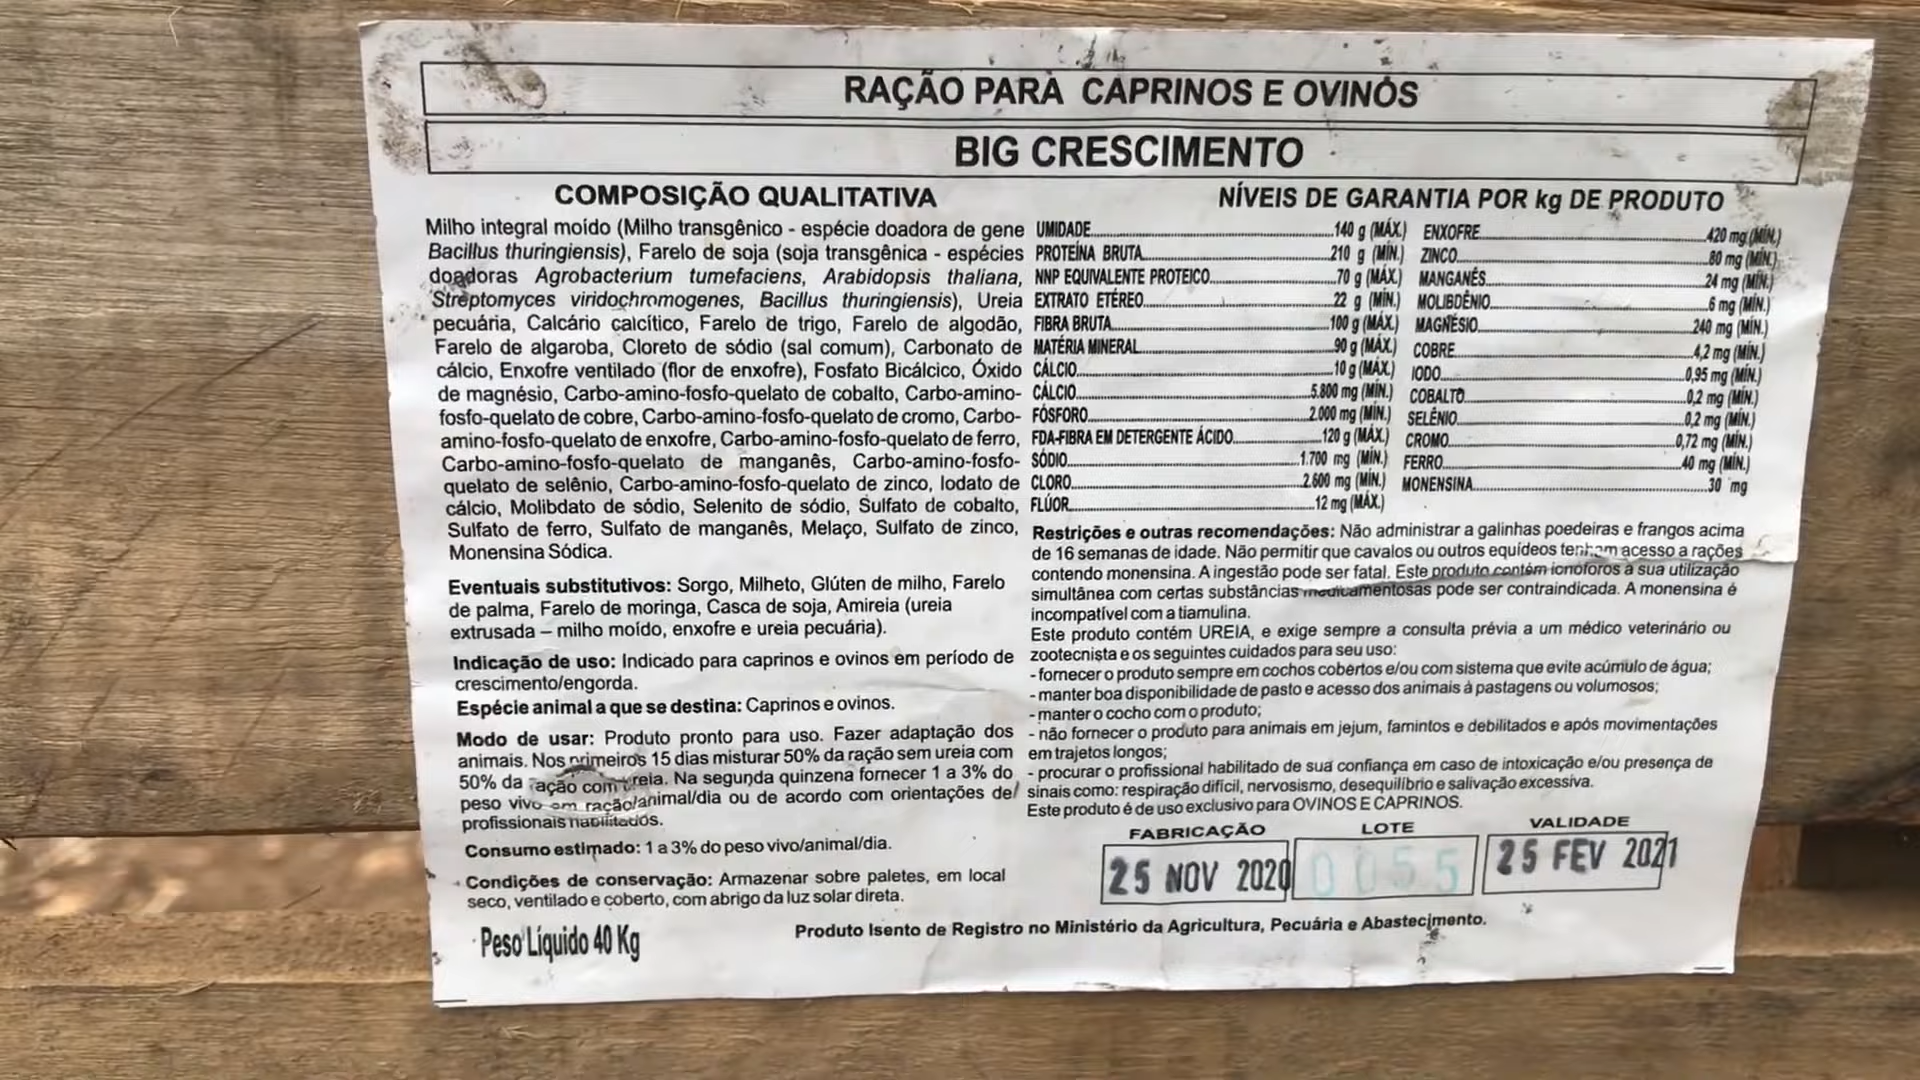 RAÇÃO PARA CAPRINOS E OVINOS
BIG CRESCIMENTO
COMPOSIÇÃO QUALITATIVA
Milho integral moído (Milho transgênico - espécie doadora de gene
Bacillus thuringiensis), Farelo de soja (soja transgênica - espécies
doadoras Agrobacterium tumefaciens, Arabidopsis thaliana,
Streptomyces viridochromogenes, Bacillus thuringiensis), Ureia
pecuária, Calcário calcítico, Farelo de trigo, Farelo de algodão,
Farelo de algaroba, Cloreto de sódio (sal comum), Carbonato de
cálcio, Enxofre ventilado (flor de enxofre), Fosfato Bicálcico, Óxido
de magnésio, Carbo-amino-fosfo-quelato de cobalto, Carbo-amino-
fosfo-quelato de cobre, Carbo-amino-fosfo-quelato de cromo, Carbo-
amino-fosfo-quelato de enxofre, Carbo-amino-fosfo-quelato de ferro,
Carbo-amino-fosfo-quelato de manganês, Carbo-amino-fosfo-
quelato de selênio, Carbo-amino-fosfo-quelato de zinco, Iodato de
cálcio, Molibdato de sódio, Selenito de sódio, Sulfato de cobalto,
Sulfato de ferro, Sulfato de manganês, Melaço, Sulfato de zinco,
Monensina Sódica.
Eventuais substitutivos: Sorgo, Milheto, Glúten de milho, Farelo
de palma, Farelo de moringa, Casca de soja, Amireia (ureia
extrusada – milho moído, enxofre e ureia pecuária).
Indicação de uso: Indicado para caprinos e ovinos em período de
crescimento/engorda.
Espécie animal a que se destina: Caprinos e ovinos.
Modo de usar: Produto pronto para uso. Fazer adaptação dos
animais. Nos primeiros 15 dias misturar 50% da ração sem ureia com
50% da ração com ureia. Na segunda quinzena fornecer 1 a 3% do
peso vivo em ração/animal/dia ou de acordo com orientações de
profissionais habilitados.
Consumo estimado: 1 a 3% do peso vivo/animal/dia.
Condições de conservação: Armazenar sobre paletes, em local
seco, ventilado e coberto, com abrigo da luz solar direta.
Peso Líquido 40 Kg
NÍVEIS DE GARANTIA POR kg DE PRODUTO
UMIDADE 140 g (MÁX.)
PROTEÍNA BRUTA 210 g (MÍN.)
NNP EQUIVALENTE PROTEICO 70 g (MÁX.)
EXTRATO ETÉREO 22 g (MÍN.)
FIBRA BRUTA 100 g (MÁX.)
MATÉRIA MINERAL 90 g (MÁX.)
CÁLCIO 10 g (MÁX.)
CÁLCIO 5.800 mg (MÍN.)
FÓSFORO 2.000 mg (MÍN.)
FDA-FIBRA EM DETERGENTE ÁCIDO 120 g (MÁX.)
SÓDIO 1.700 mg (MÍN.)
CLORO 2.600 mg (MÍN.)
FLÚOR 12 mg (MÁX.)
ENXOFRE 420 mg (MÍN.)
ZINCO 80 mg (MÍN.)
MANGANÊS 24 mg (MÍN.)
MOLIBDÊNIO 6 mg (MÍN.)
MAGNÉSIO 240 mg (MÍN.)
COBRE 4,2 mg (MÍN.)
IODO 0,95 mg (MÍN.)
COBALTO 0,2 mg (MÍN.)
SELÊNIO 0,2 mg (MÍN.)
CROMO 0,72 mg (MÍN.)
FERRO 40 mg (MÍN.)
MONENSINA 30 mg
Restrições e outras recomendações: Não administrar a galinhas poedeiras e frangos acima
de 16 semanas de idade. Não permitir que cavalos ou outros equídeos tenham acesso a rações
contendo monensina. A ingestão pode ser fatal. Este produto contém ionoforos a sua utilização
simultânea com certas substâncias medicamentosas pode ser contraindicada. A monensina é
incompatível com a tiamulina.
Este produto contém UREIA, e exige sempre a consulta prévia a um médico veterinário ou
zootecnista e os seguintes cuidados para seu uso:
- fornecer o produto sempre em cochos cobertos e/ou com sistema que evite acúmulo de água;
- manter boa disponibilidade de pasto e acesso dos animais à pastagens ou volumosos;
- manter o cocho com o produto;
- não fornecer o produto para animais em jejum, famintos e debilitados e após movimentações
em trajetos longos;
- procurar o profissional habilitado de sua confiança em caso de intoxicação e/ou presença de
sinais como: respiração difícil, nervosismo, desequilíbrio e salivação excessiva.
Este produto é de uso exclusivo para OVINOS E CAPRINOS.
FABRICAÇÃO LOTE VALIDADE
25 NOV 2020 0055 25 FEV 2021
Produto Isento de Registro no Ministério da Agricultura, Pecuária e Abastecimento.